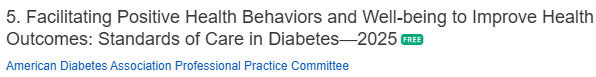 5. Facilitating Positive Health Behaviors and Well-being to Improve Health
Outcomes: Standards of Care in Diabetes—2025 FREE
American Diabetes Association Professional Practice Committee